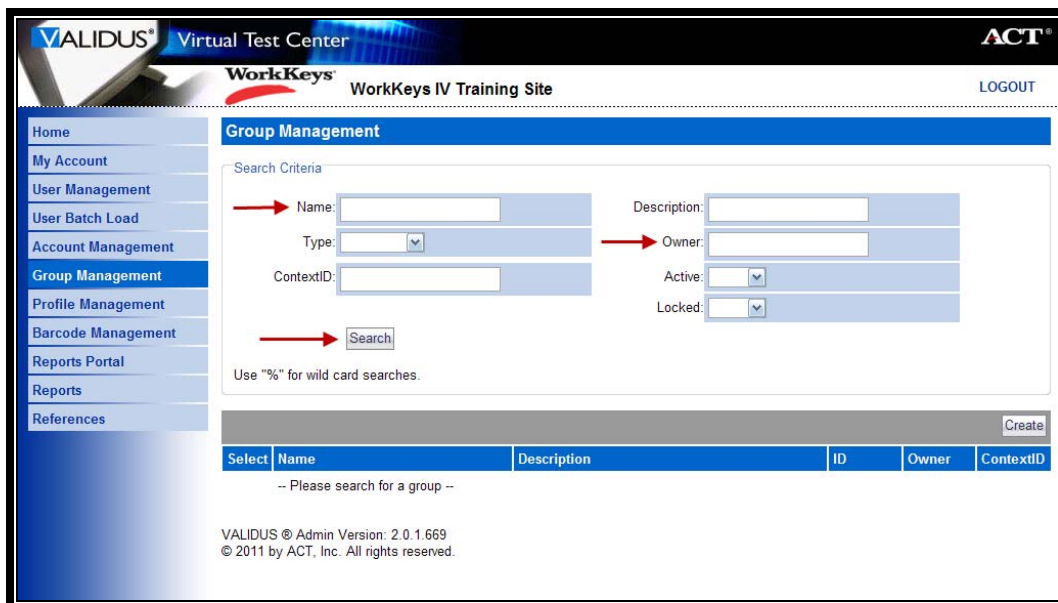 VALIDUS® Virtual Test Center ACT®
WorkKeys® WorkKeys IV Training Site LOGOUT
Home
My Account
User Management
User Batch Load
Account Management
Group Management
Profile Management
Barcode Management
Reports Portal
Reports
References
Group Management
Search Criteria
Name: Description:
Type: Owner:
ContextID: Active:
Locked:
Search
Use "%" for wild card searches.
Create
Select Name Description ID Owner ContextID
-- Please search for a group --
VALIDUS ® Admin Version: 2.0.1.669
© 2011 by ACT, Inc. All rights reserved.